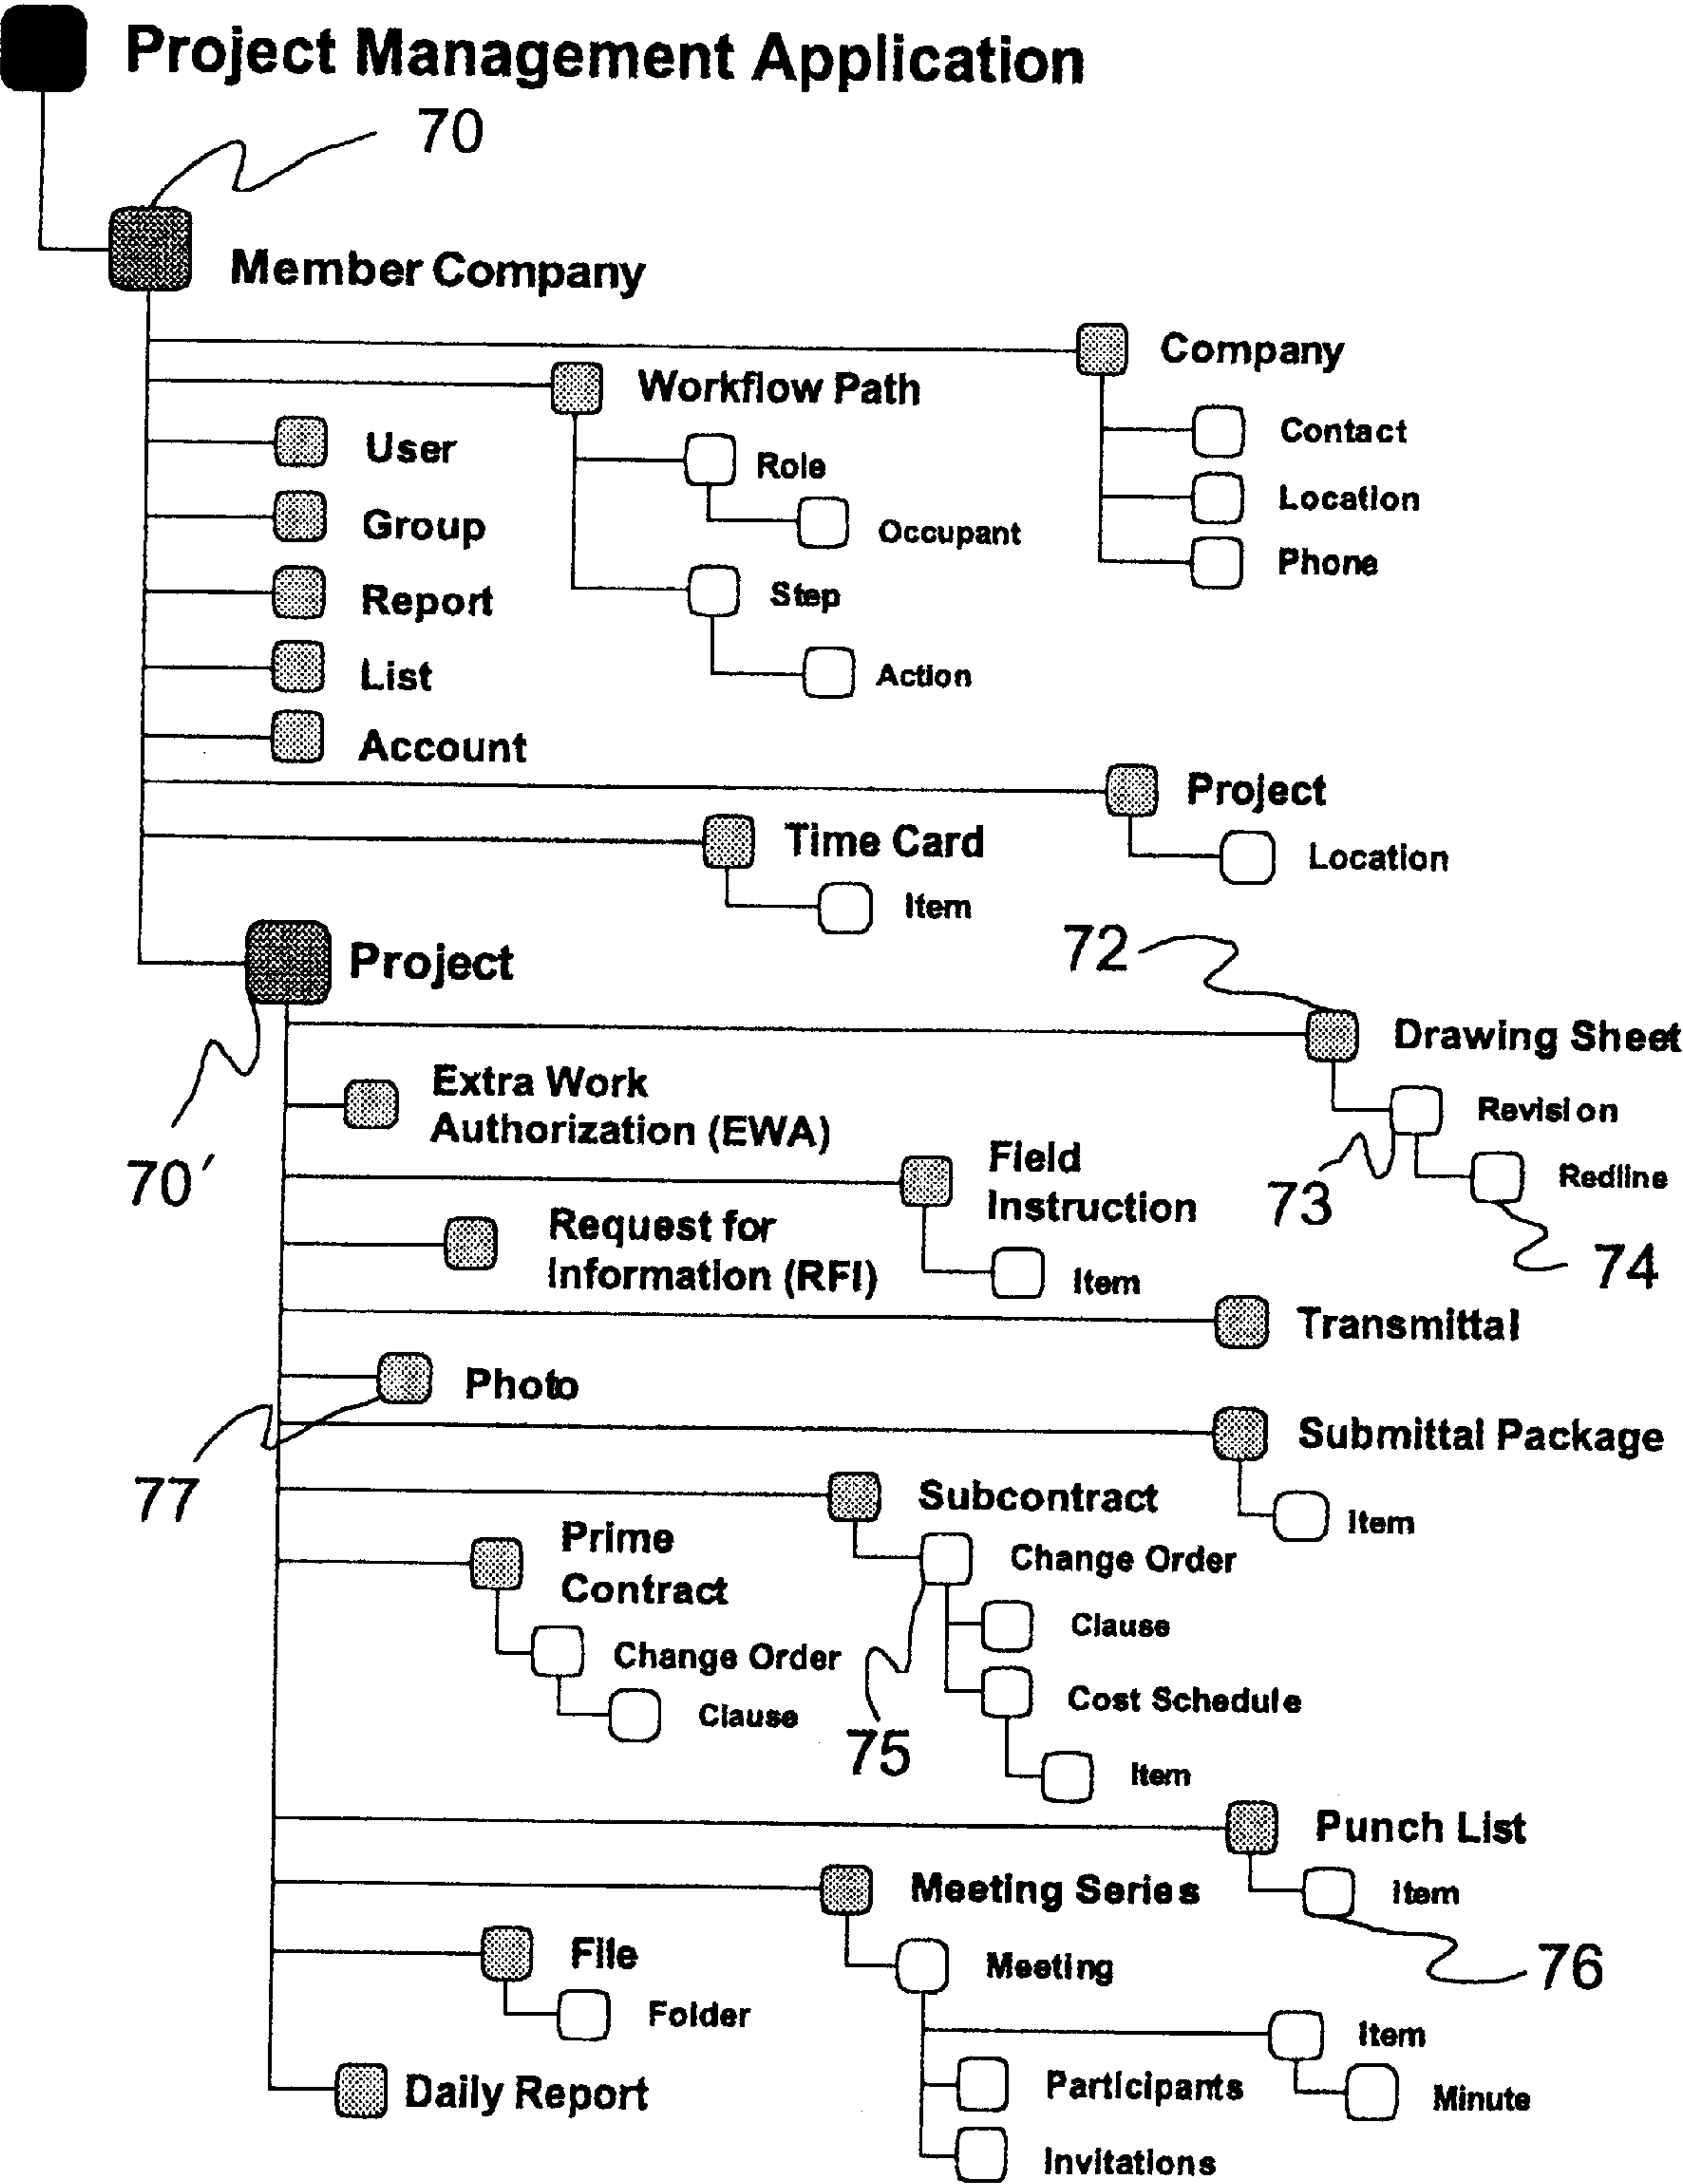 Project Management Application
70
Member Company
Company
Workflow Path
Contact
User
Role
Location
Group
Occupant
Phone
Report
Step
List
Action
Account
Project
Time Card
Location
Item
72
Project
Drawing Sheet
Extra Work
Authorization (EWA)
Revision
70′
Field
Instruction
73
Redline
Request for
Information (RFI)
74
Item
Transmittal
Photo
Submittal Package
77
Subcontract
Item
Prime
Contract
Change Order
Clause
Change Order
Cost Schedule
Clause
75
Item
Punch List
Meeting Series
Item
File
Meeting
76
Folder
Item
Daily Report
Participants
Minute
Invitations